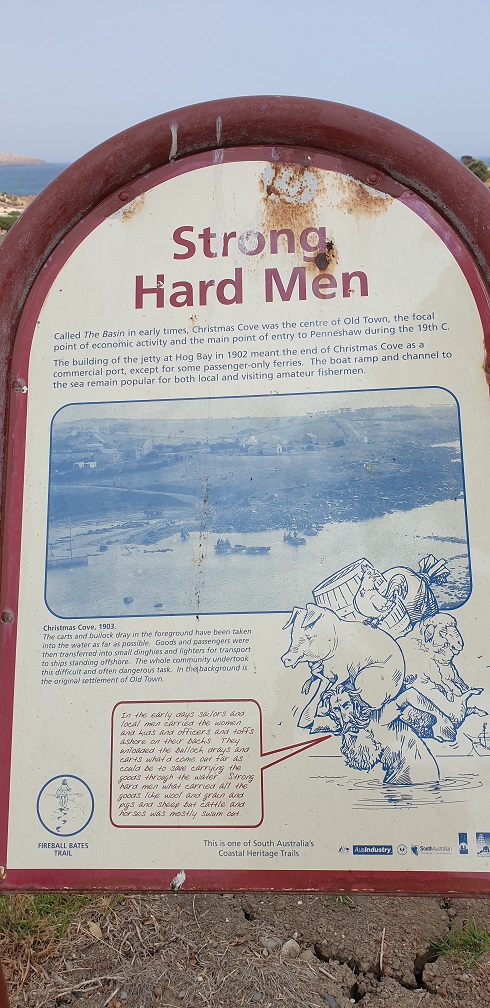 Strong
Hard Men
Called The Basin in early times, Christmas Cove was the centre of Old Town, the focal
point of economic activity and the main point of entry to Penneshaw during the 19th C.
The building of the jetty at Hog Bay in 1902 meant the end of Christmas Cove as a
commercial port, except for some passenger-only ferries. The boat ramp and channel to
the sea remain popular for both local and visiting amateur fishermen.
Christmas Cove, 1903.
The carts and bullock dray in the foreground have been taken
into the water as far as possible. Goods and passengers were
then transferred into small dinghies and lighters for transport
to ships standing offshore. The whole community undertook
this difficult and often dangerous task. In the background is
the original settlement of Old Town.
In the early days sailors and
local men carried the women
and kids and officers and toffs
ashore on their backs. They
unloaded the bullock drays and
carts what'd come out far as
could be to save carrying the
goods through the water. Strong
hard men what carried all the
goods like wool and grain and
pigs and sheep but cattle and
horses was mostly swum out.
FIREBALL BATES
TRAIL
This is one of South Australia's
Coastal Heritage Trails
AusIndustry
SouthAustralian